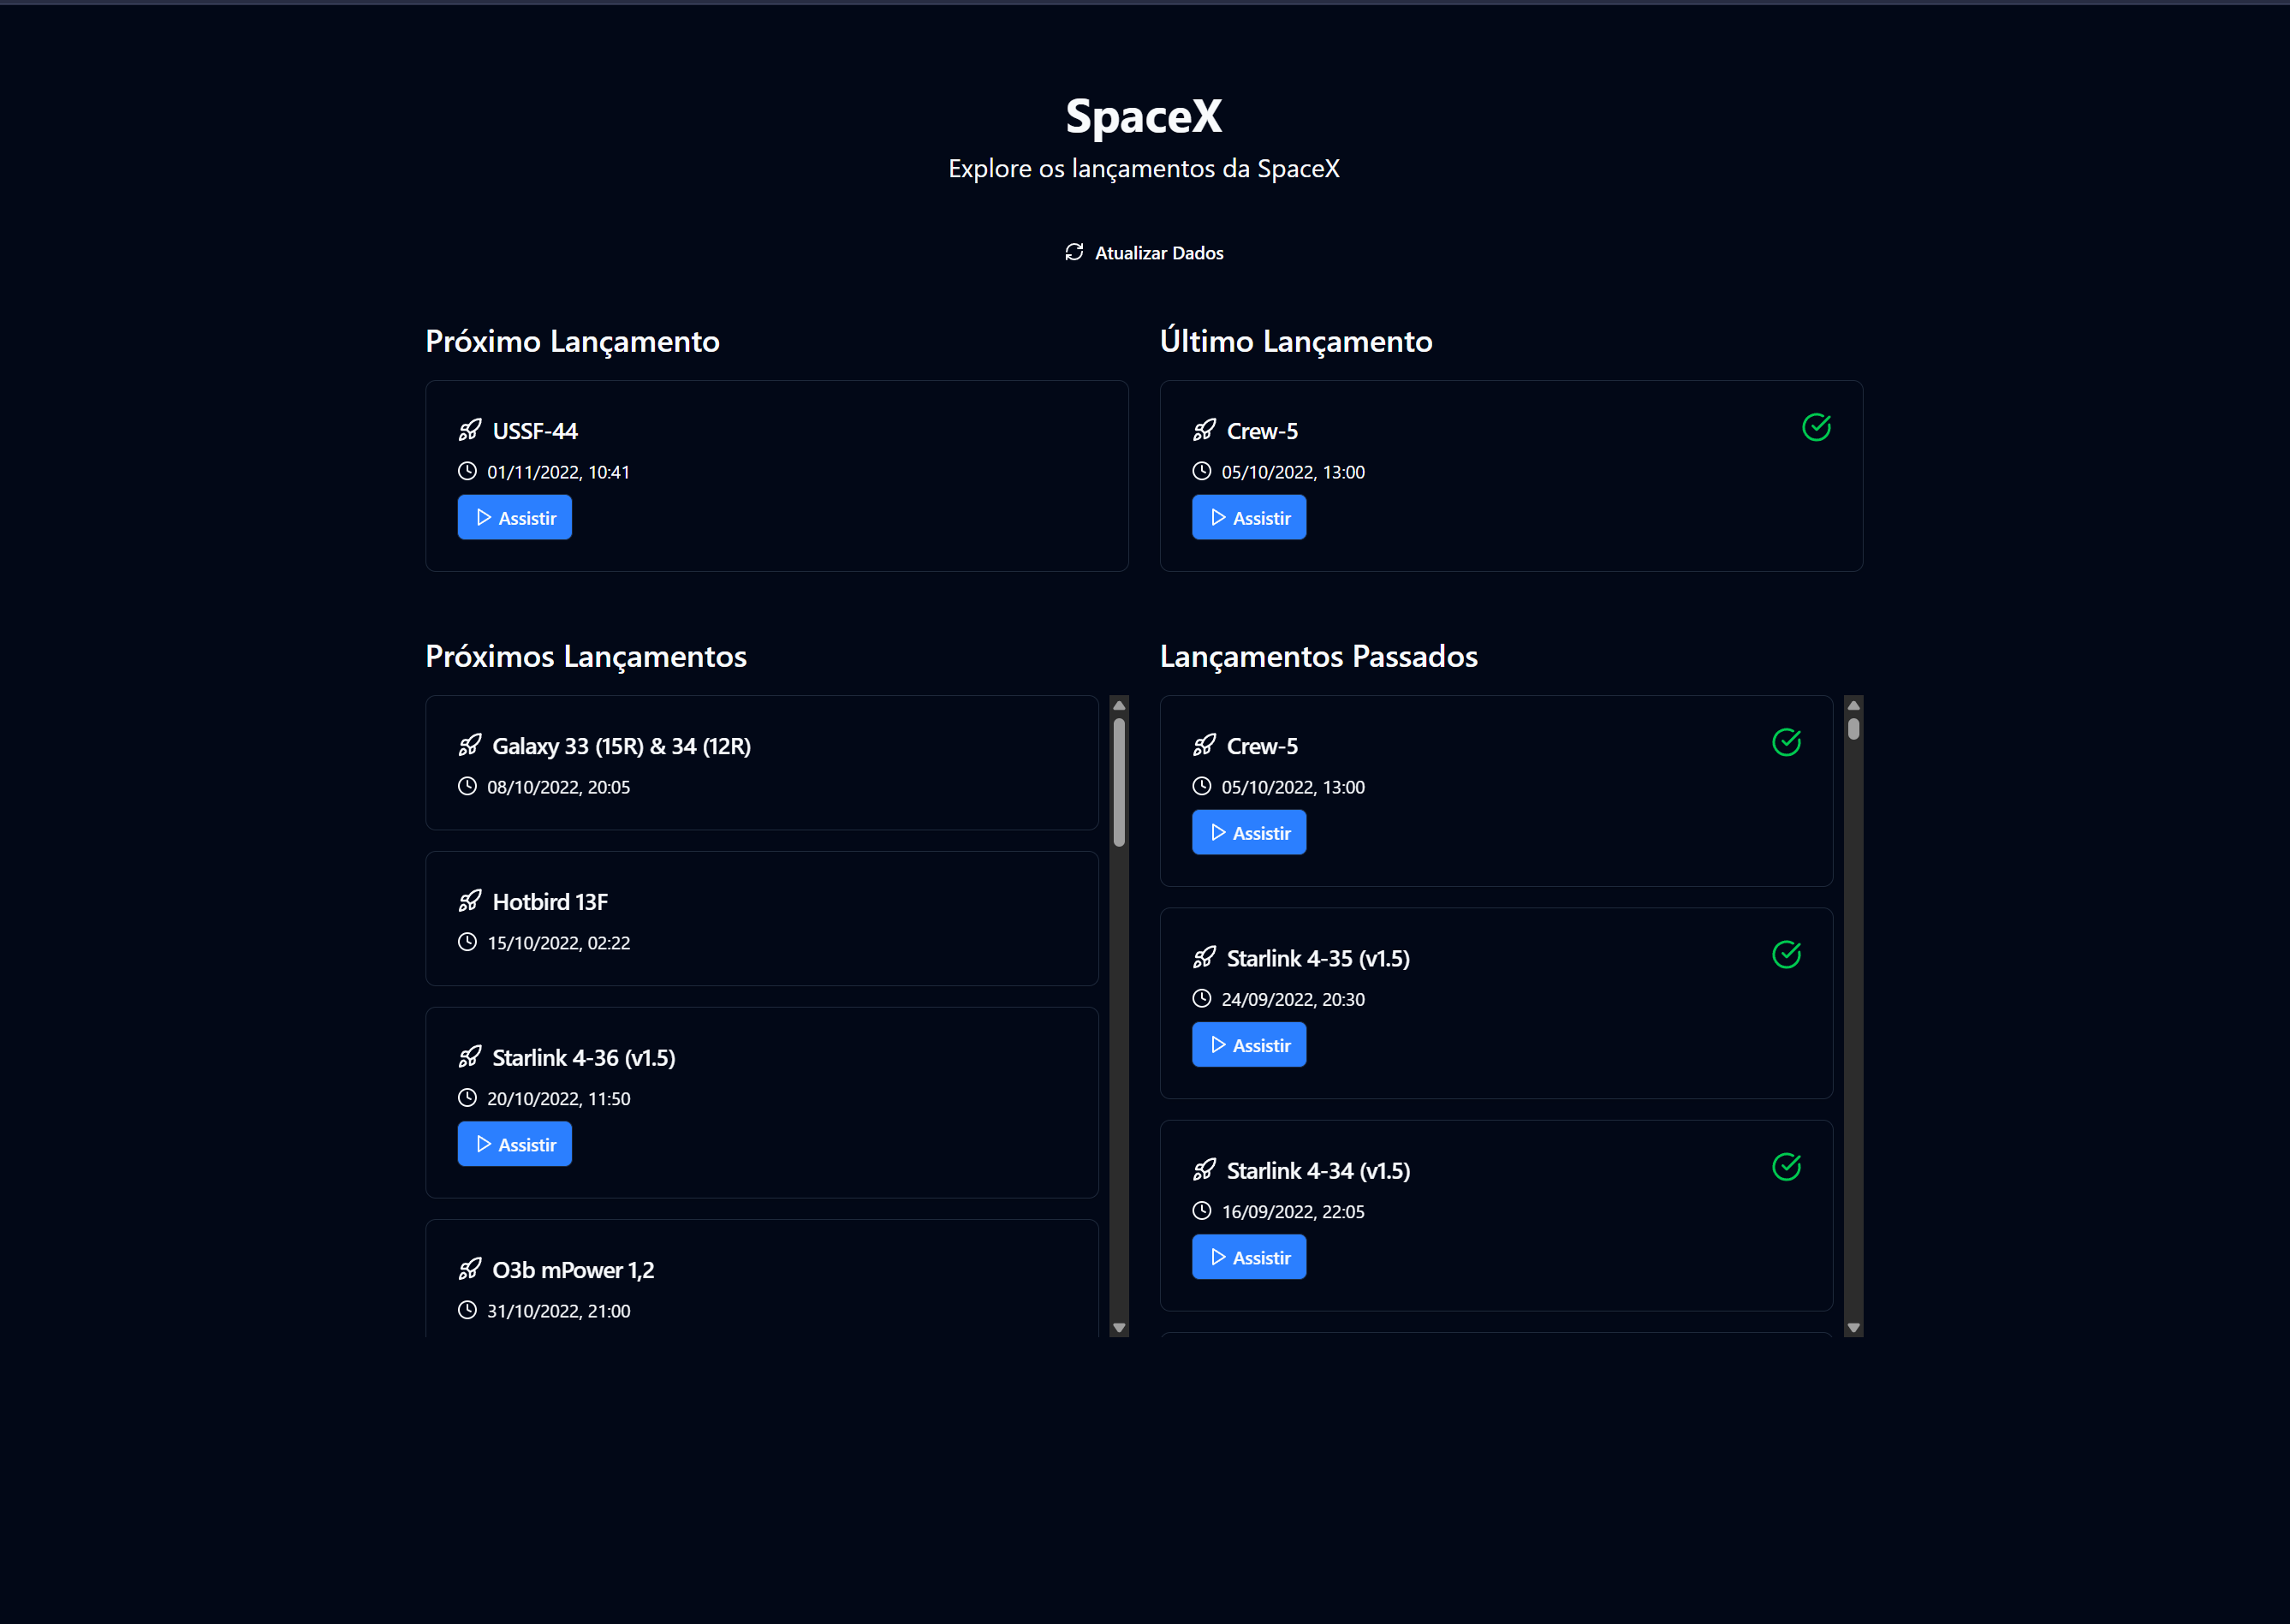 SpaceX
Explore os lançamentos da SpaceX
Atualizar Dados
Próximo Lançamento
USSF-44
01/11/2022, 10:41
Assistir
Último Lançamento
Crew-5
05/10/2022, 13:00
Assistir
Próximos Lançamentos
Galaxy 33 (15R) & 34 (12R)
08/10/2022, 20:05
Hotbird 13F
15/10/2022, 02:22
Starlink 4-36 (v1.5)
20/10/2022, 11:50
Assistir
O3b mPower 1,2
31/10/2022, 21:00
Lançamentos Passados
Crew-5
05/10/2022, 13:00
Assistir
Starlink 4-35 (v1.5)
24/09/2022, 20:30
Assistir
Starlink 4-34 (v1.5)
16/09/2022, 22:05
Assistir